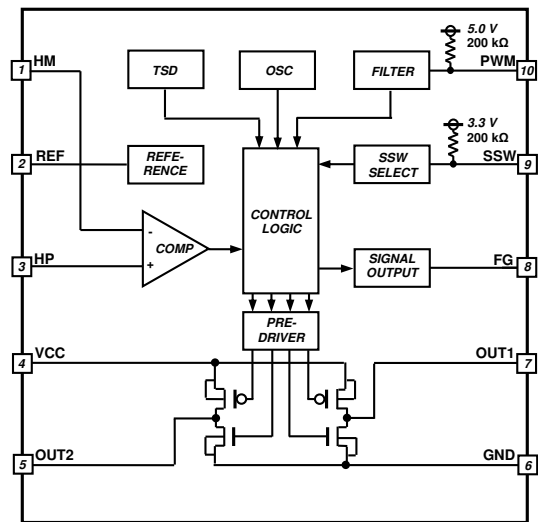 5.0 V
200 kΩ
HM
PWM
1
10
TSD
OSC
FILTER
3.3 V
200 kΩ
REF
SSW
2
9
REFE-
RENCE
SSW
SELECT
CONTROL
LOGIC
-
COMP
+
HP
3
SIGNAL
OUTPUT
FG
8
PRE-
DRIVER
VCC
4
OUT1
7
OUT2
5
GND
6